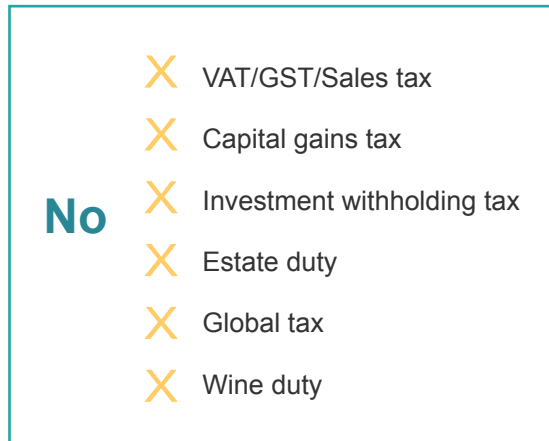 VAT/GST/Sales tax
Capital gains tax
Investment withholding tax
No
Estate duty
Global tax
Wine duty